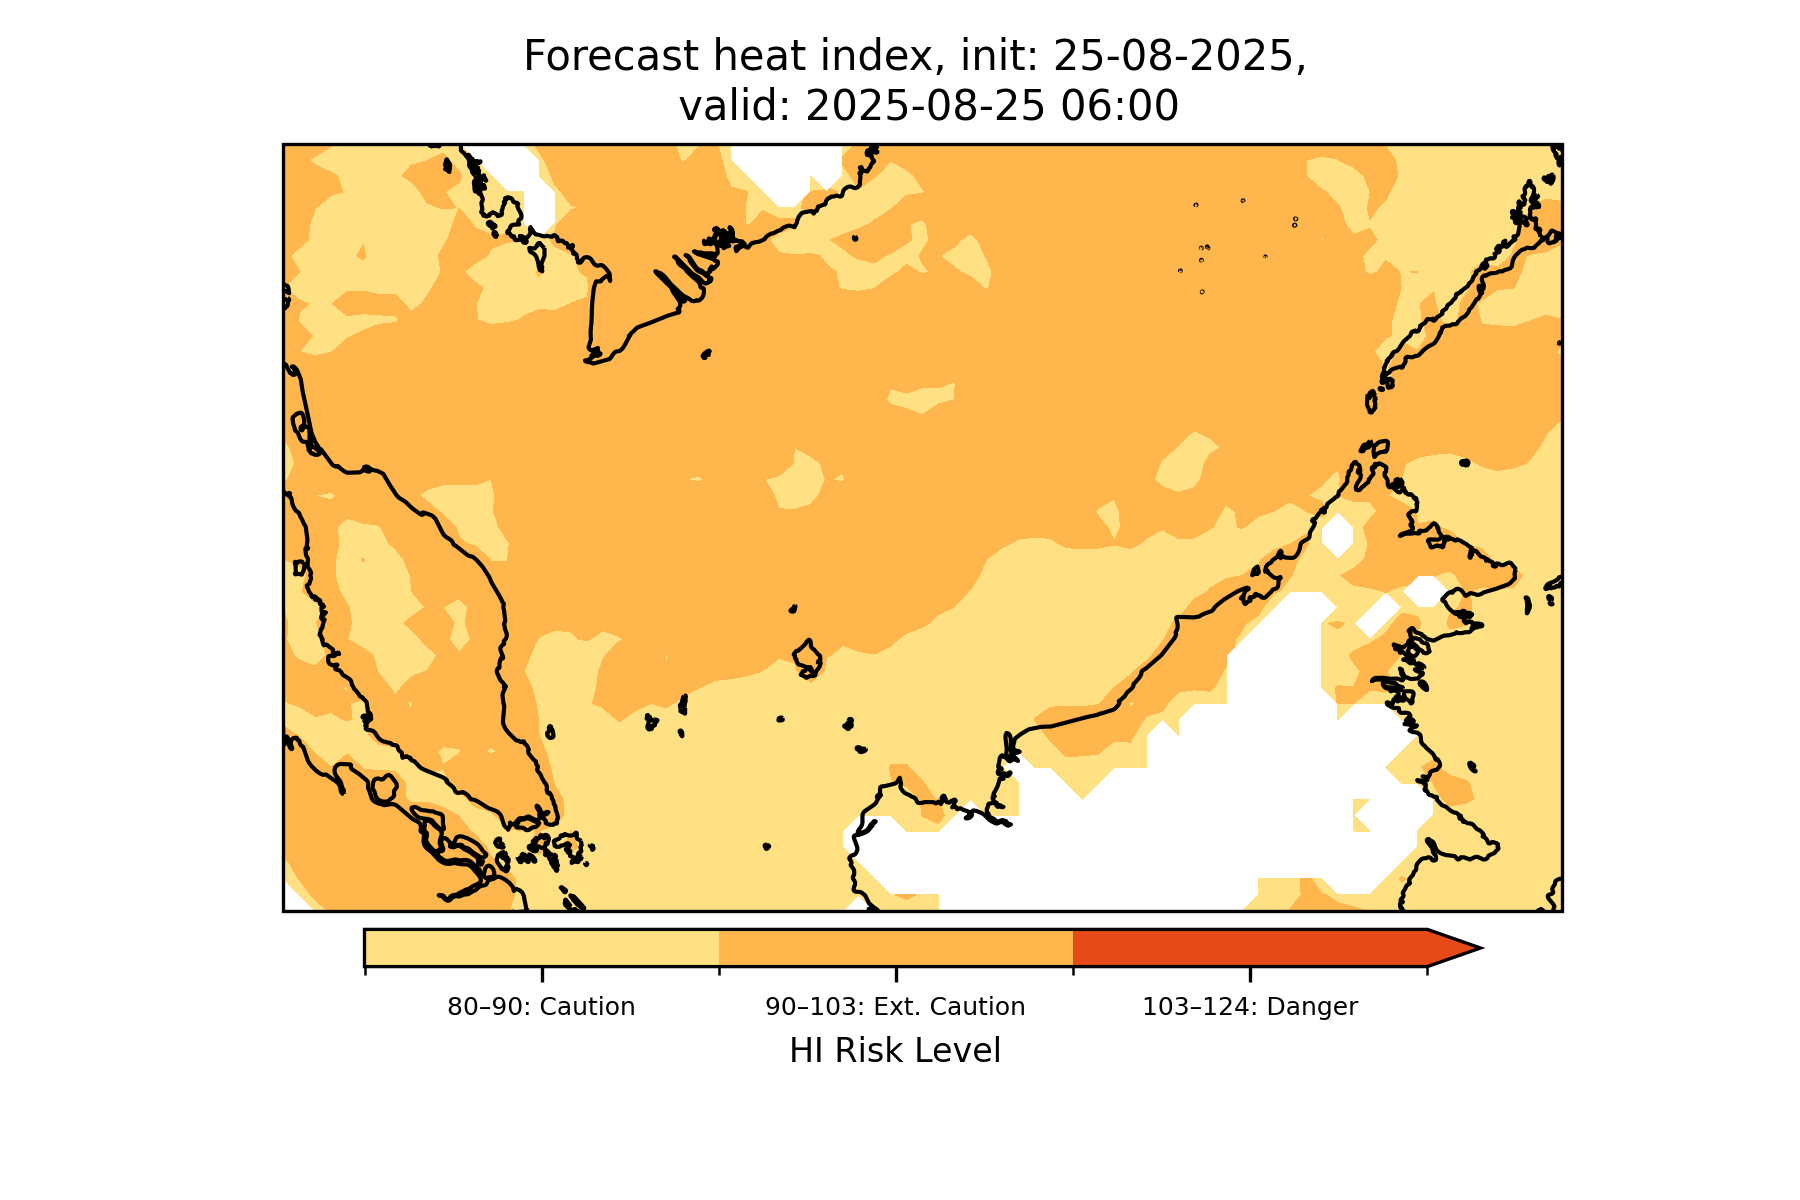 Forecast heat index, init: 25-08-2025,
valid: 2025-08-25 06:00
80–90: Caution
90–103: Ext. Caution
103–124: Danger
HI Risk Level